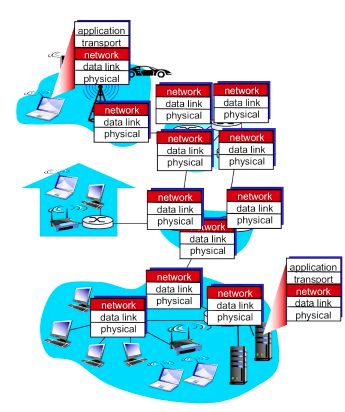 application
transport
network
data link
physical
network
data link
physical
network
data link
physical
network
data link
physical
network
data link
physical
network
data link
physical
network
data link
physical
network
data link
physical
network
data link
physical
network
data link
physical
network
data link
physical
network
data link
physical
application
transport
network
data link
physical